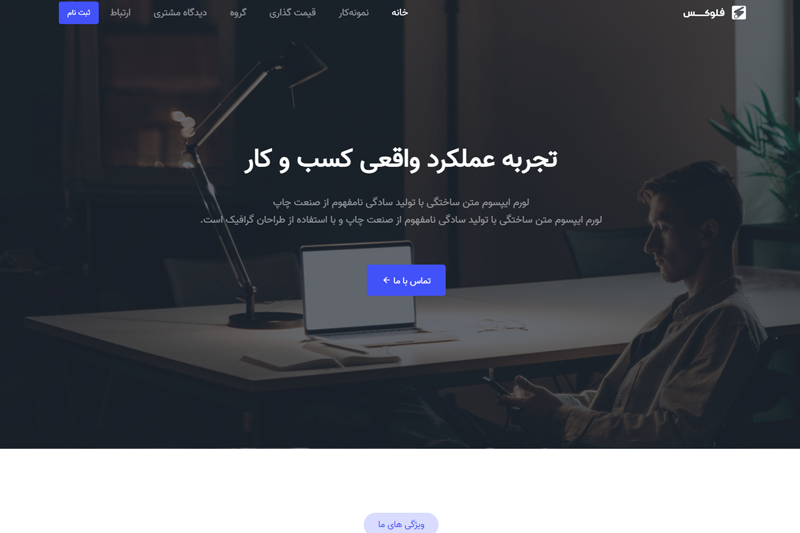 فلوکــس
خانه نمونه‌کار قیمت گذاری گروه دیدگاه مشتری ارتباط ثبت نام
تجربه عملکرد واقعی کسب و کار
لورم ایپسوم متن ساختگی با تولید سادگی نامفهوم از صنعت چاپ
لورم ایپسوم متن ساختگی با تولید سادگی نامفهوم از صنعت چاپ و با استفاده از طراحان گرافیک است.
تماس با ما ←
ویژگی های ما